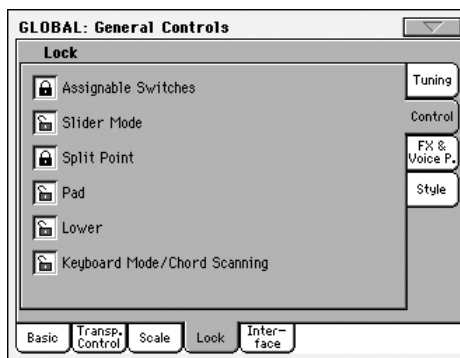 GLOBAL: General Controls
Lock
Assignable Switches
Slider Mode
Split Point
Pad
Lower
Keyboard Mode/Chord Scanning
Tuning
Control
FX &
Voice P.
Style
Basic
Transp.
Control
Scale
Lock
Inter-
face